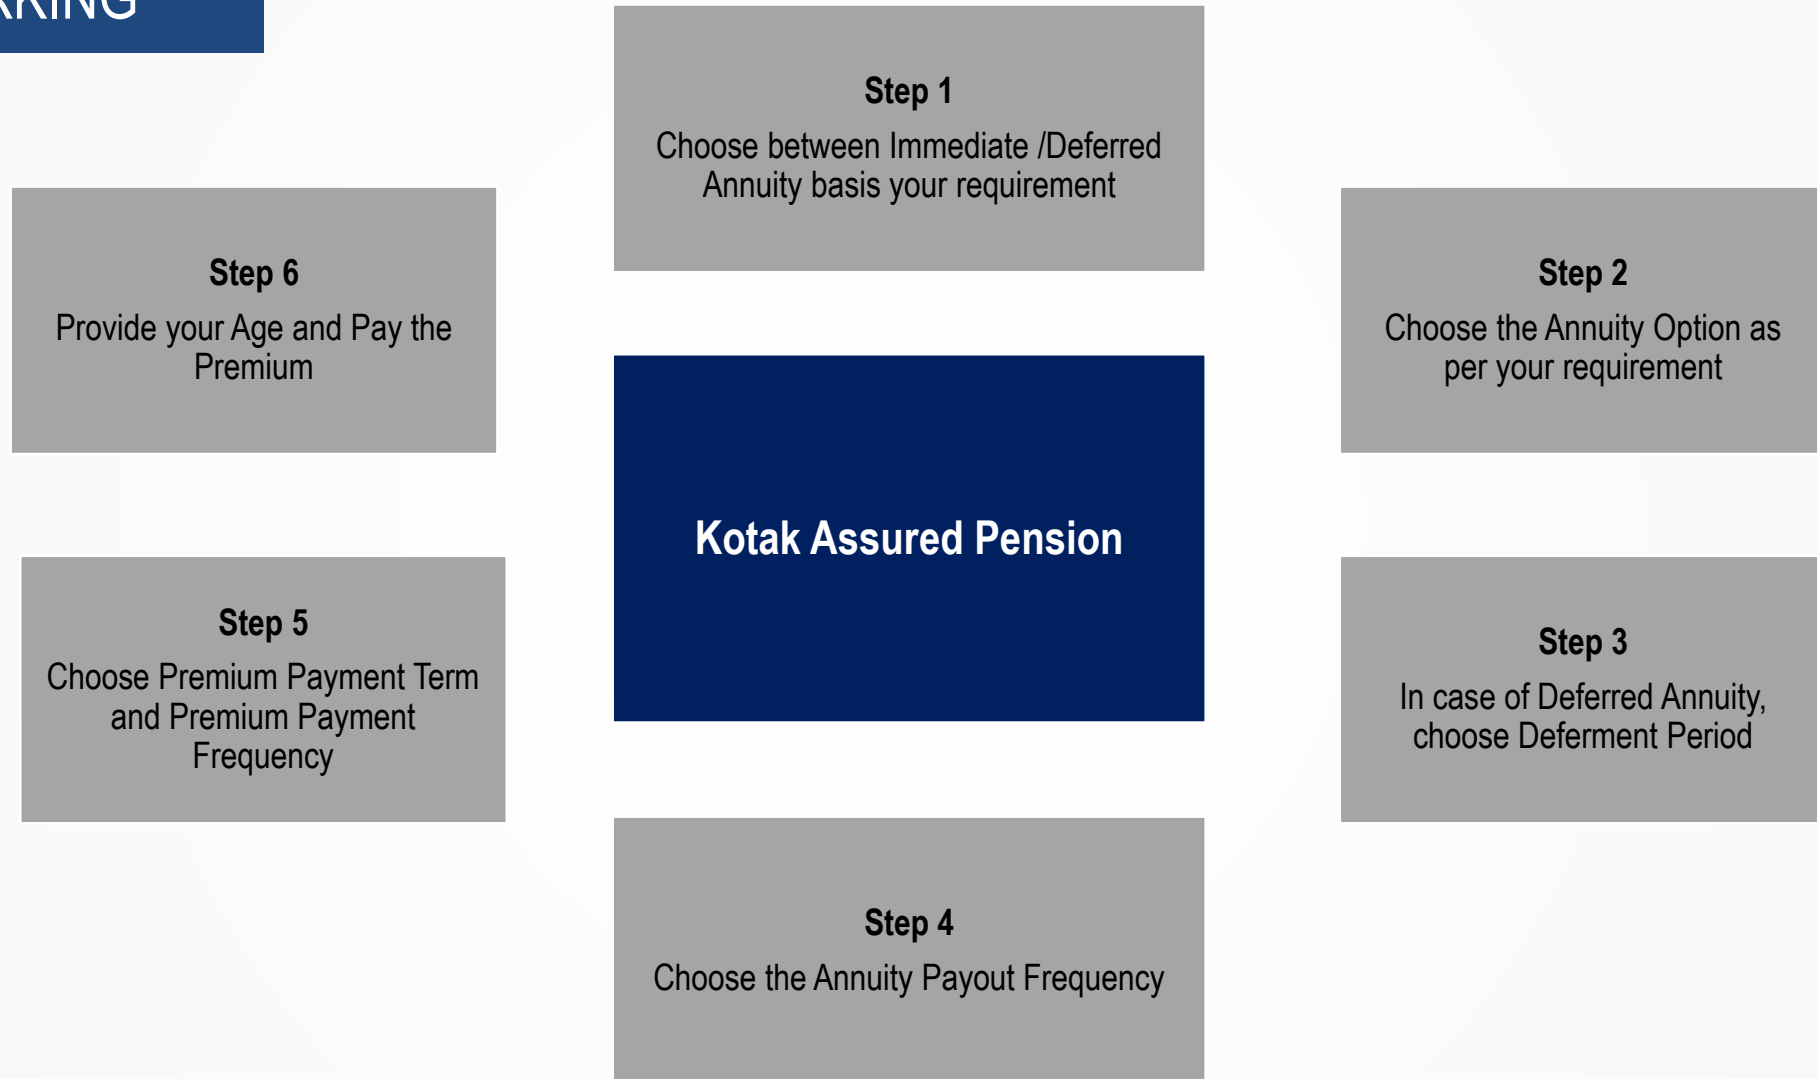 RKING
Step 1
Choose between Immediate /Deferred
Annuity basis your requirement
Step 2
Choose the Annuity Option as
per your requirement
Step 3
In case of Deferred Annuity,
choose Deferment Period
Step 4
Choose the Annuity Payout Frequency
Step 5
Choose Premium Payment Term
and Premium Payment
Frequency
Step 6
Provide your Age and Pay the
Premium
Kotak Assured Pension